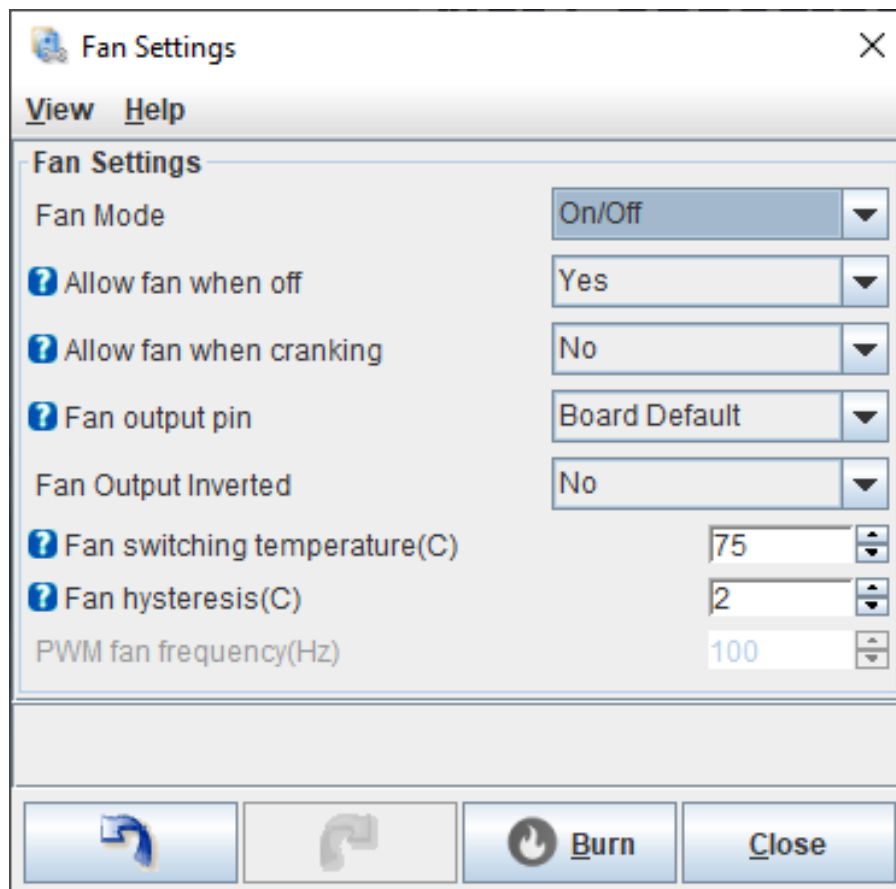 Fan Settings
View Help
Fan Settings
Fan Mode On/Off
Allow fan when off Yes
Allow fan when cranking No
Fan output pin Board Default
Fan Output Inverted No
Fan switching temperature(C) 75
Fan hysteresis(C) 2
PWM fan frequency(Hz) 100
Burn Close